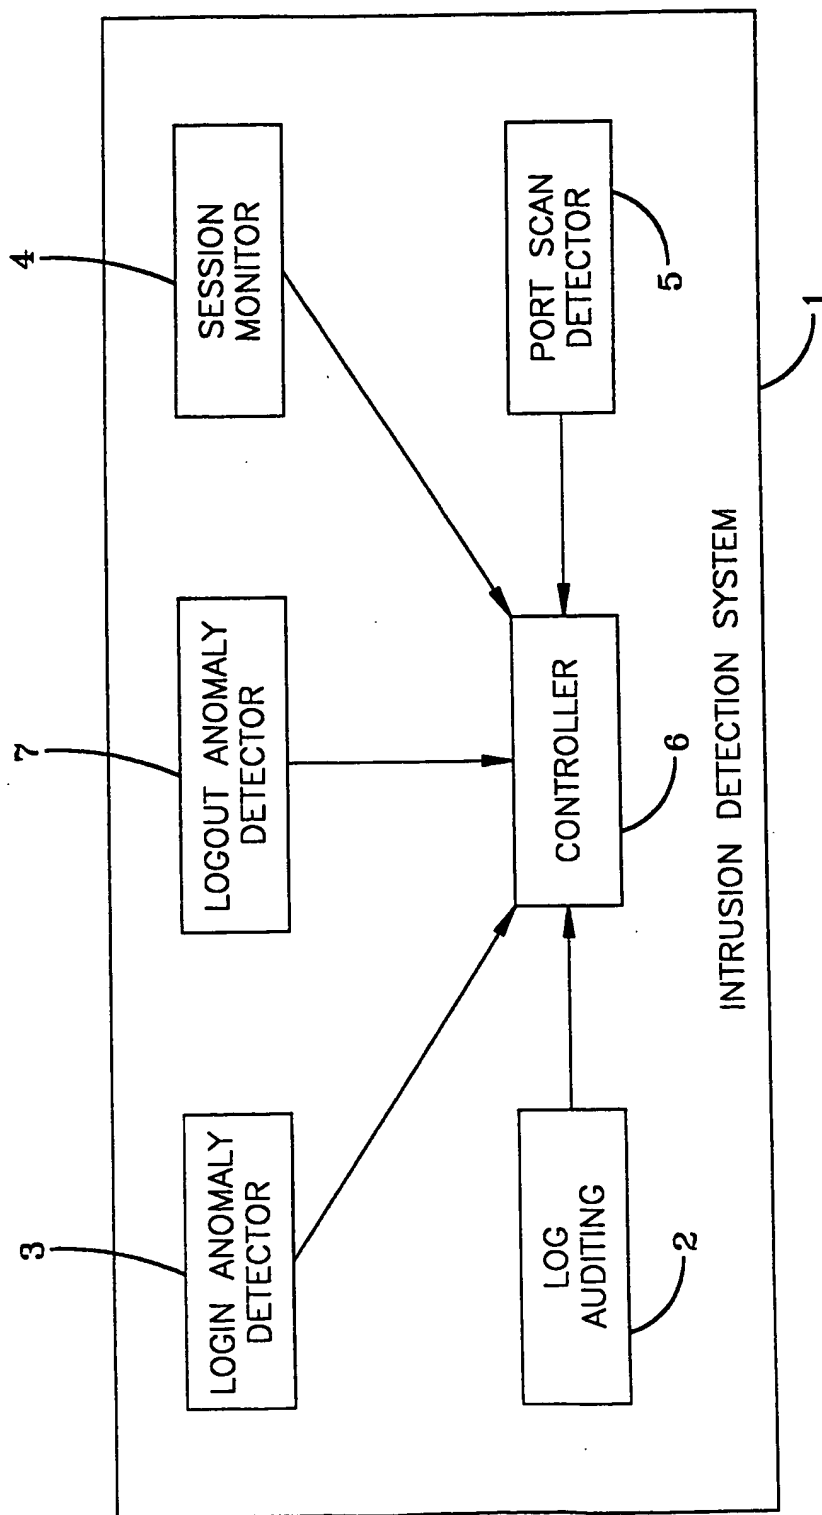 3
7
4
LOGIN ANOMALY
DETECTOR
LOGOUT ANOMALY
DETECTOR
SESSION
MONITOR
LOG
AUDITING
CONTROLLER
PORT SCAN
DETECTOR
2
6
5
INTRUSION DETECTION SYSTEM
1